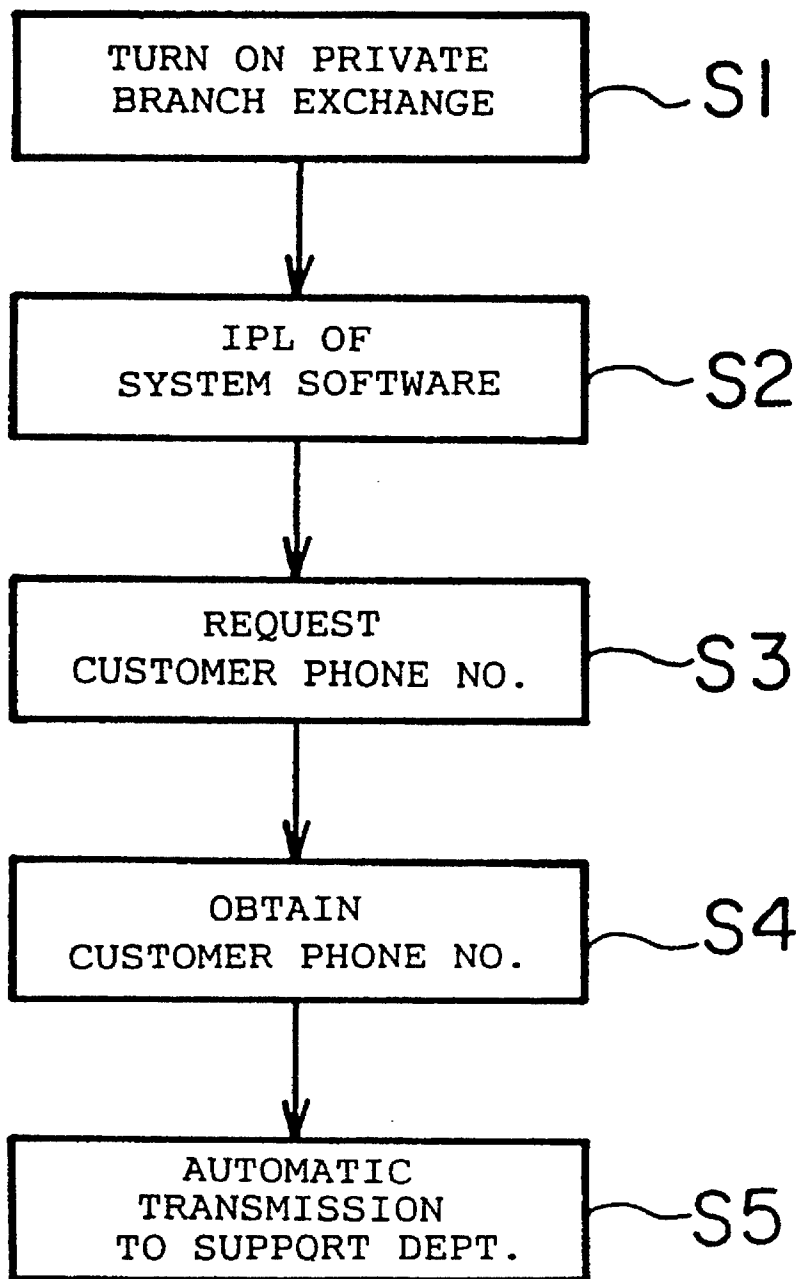 TURN ON PRIVATE
BRANCH EXCHANGE
S1
IPL OF
SYSTEM SOFTWARE
S2
REQUEST
CUSTOMER PHONE NO.
S3
OBTAIN
CUSTOMER PHONE NO.
S4
AUTOMATIC
TRANSMISSION
TO SUPPORT DEPT.
S5